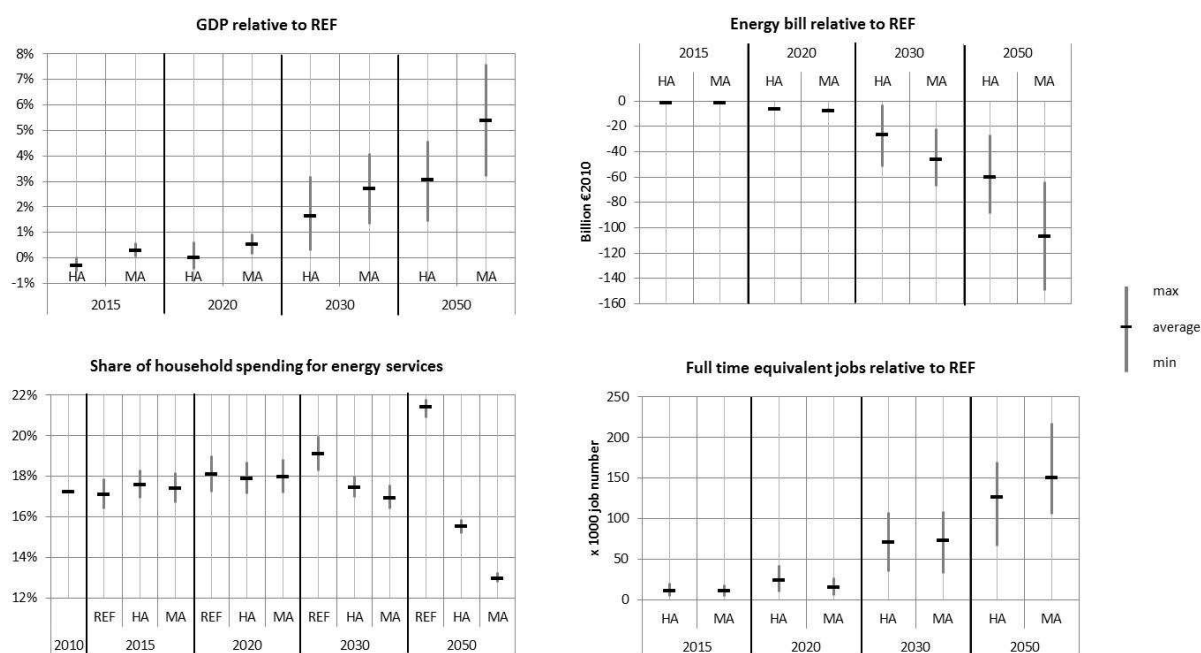 GDP relative to REF
8%
7%
6%
5%
4%
3%
2%
1%
0%
-1%
HA MA HA MA HA MA HA MA
2015 2020 2030 2050
Energy bill relative to REF
2015 2020 2030 2050
HA MA HA MA HA MA HA MA
Billion €2010
0
-20
-40
-60
-80
-100
-120
-140
-160
max
average
min
Share of household spending for energy services
22%
20%
18%
16%
14%
12%
REF HA MA REF HA MA REF HA MA REF HA MA
2010 2015 2020 2030 2050
Full time equivalent jobs relative to REF
x 1000 job number
250
200
150
100
50
0
HA MA HA MA HA MA HA MA
2015 2020 2030 2050